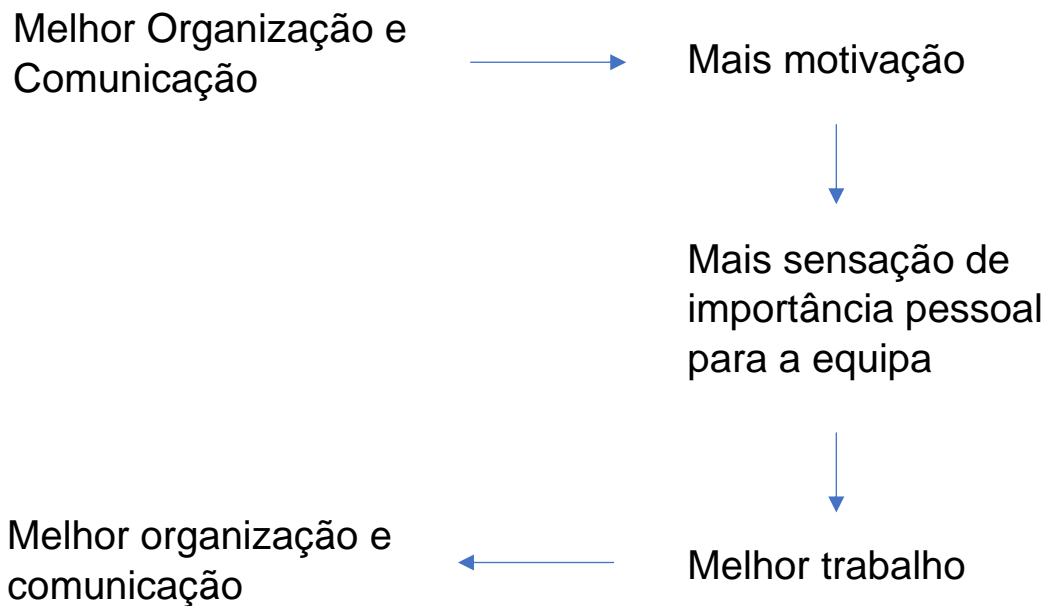 Melhor Organização e
Comunicação
Mais motivação
Mais sensação de
importância pessoal
para a equipa
Melhor trabalho
Melhor organização e
comunicação